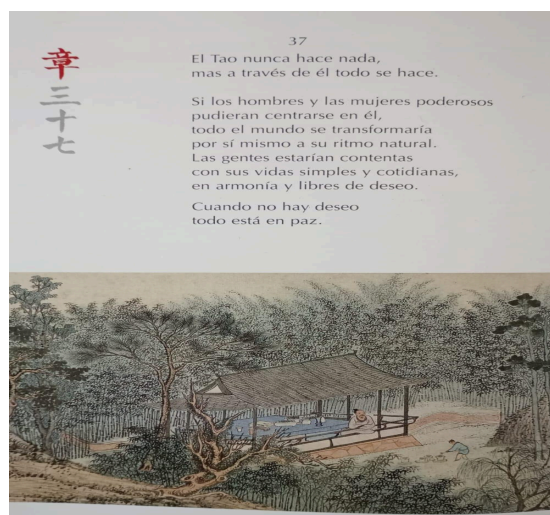 37
章三十七
El Tao nunca hace nada,
mas a través de él todo se hace.
Si los hombres y las mujeres poderosos
pudieran centrarse en él,
todo el mundo se transformaría
por sí mismo a su ritmo natural.
Las gentes estarían contentas
con sus vidas simples y cotidianas,
en armonía y libres de deseo.
Cuando no hay deseo
todo está en paz.